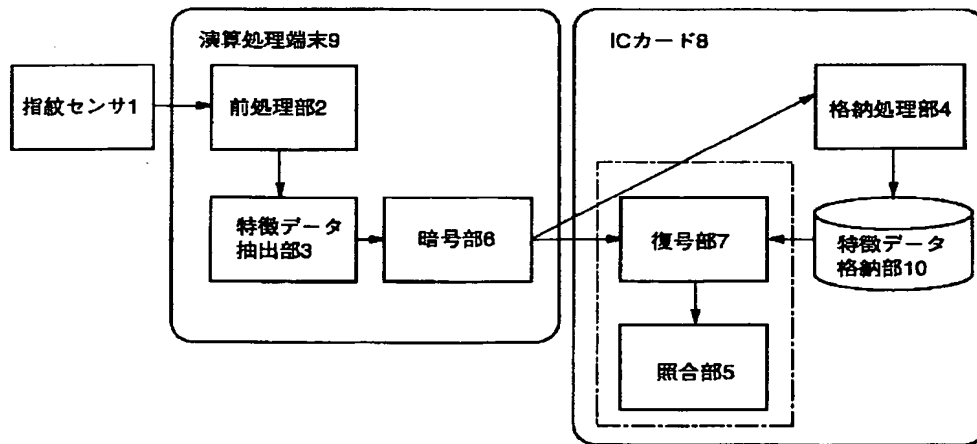 演算処理端末9
ICカード8
指紋センサ1
前処理部2
格納処理部4
特徴データ
抽出部3
暗号部6
復号部7
特徴データ
格納部10
照合部5